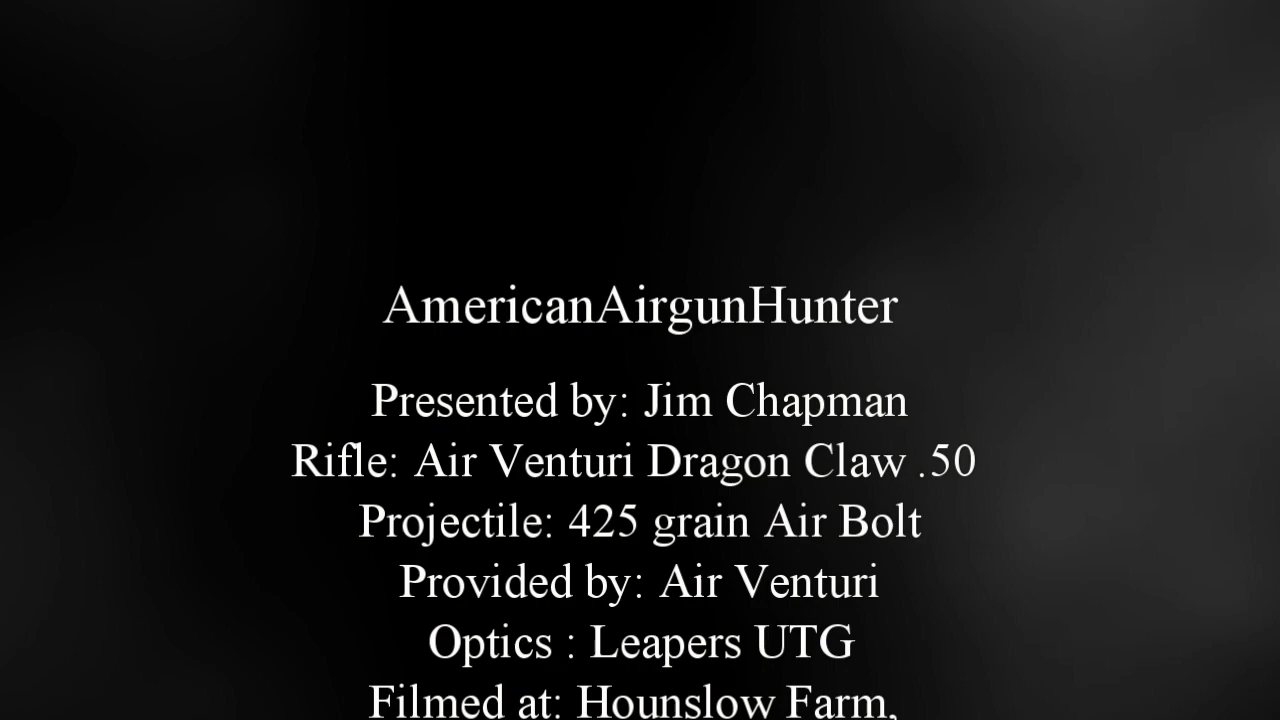 AmericanAirgunHunter
Presented by: Jim Chapman
Rifle: Air Venturi Dragon Claw .50
Projectile: 425 grain Air Bolt
Provided by: Air Venturi
Optics : Leapers UTG
Filmed at: Hounslow Farm,